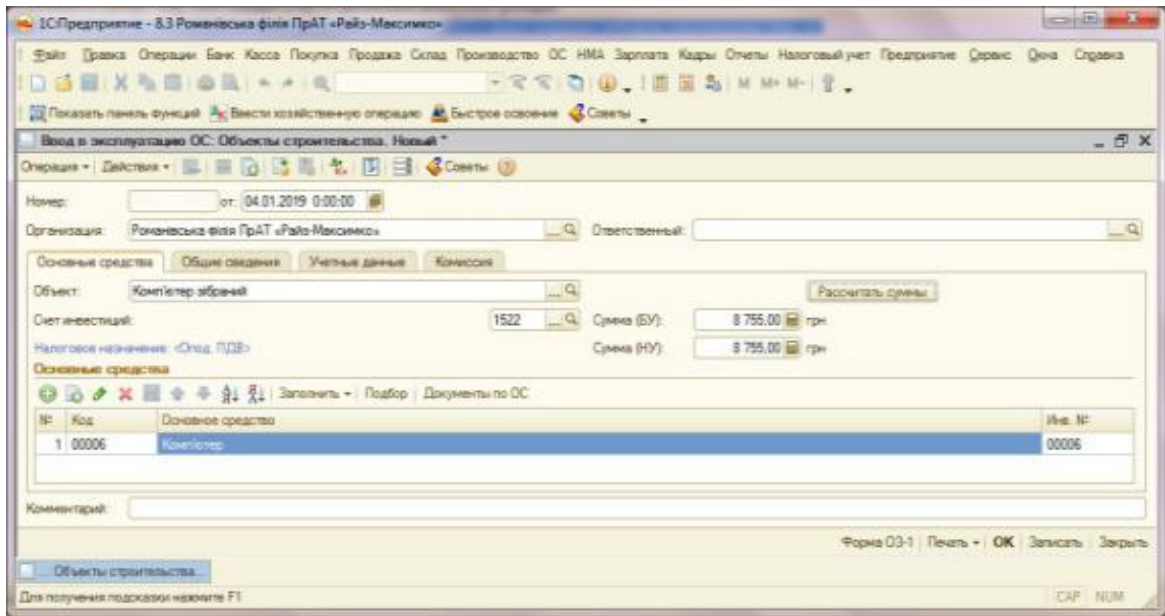 1С:Предприятие - 8.3 Романівська філія ПрАТ «Райз-Максимко»
Файл Правка Операции Банк Касса Покупка Продажа Склад Производство ОС НМА Зарплата Кадры Отчеты Налоговый учет Предприятие Сервис Окна Справка
M M+ M-
Показать панель функций Ввести хозяйственную операцию Быстрое освоение Советы
Ввод в эксплуатацию ОС: Объекты строительства. Новый *
Операция Действия Советы
Номер: от: 04.01.2019 0:00:00
Организация: Романівська філія ПрАТ «Райз-Максимко» Ответственный:
Основные средства Общие сведения Учетные данные Комиссия
Объект: Комп'ютер зібраний Рассчитать суммы
Счет инвестиций: 1522 Сумма (БУ): 8 755,00 грн
Налоговое назначение: <Опод. ПДВ> Сумма (НУ): 8 755,00 грн
Основные средства
Заполнить Подбор Документы по ОС
№ Код Основное средство Инв. №
1 00006 Комп'ютер 00006
Комментарий:
Форма ОЗ-1 Печать OK Записать Закрыть
Объекты строительства...
Для получения подсказки нажмите F1 CAP NUM